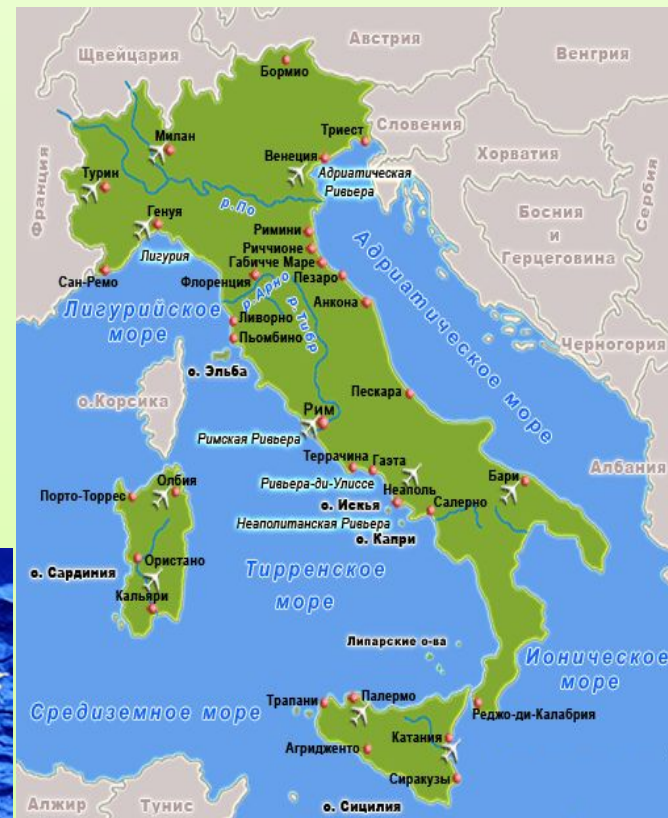 Швейцария
Австрия
Венгрия
Бормио
Триест
Словения
Милан
Венеция
Хорватия
Адриатическая
Ривьера
Турин
Франция
Сербия
р.По
Генуя
Римини
Босния
и
Герцеговина
Лигурия
Риччионе
Габичче Маре
Адриатическое море
Сан-Ремо
Флоренция
Пезаро
р.Арно
р.Тибр
Анкона
Лигурийское
море
Ливорно
Пьомбино
Черногория
о. Эльба
Пескара
о.Корсика
Рим
Римская Ривьера
Террачина
Гаэта
Албания
Олбия
Порто-Торрес
Ривьера-ди-Улиссе
Неаполь
Бари
о. Искья
Салерно
Неаполитанская Ривьера
о. Капри
Ористано
о. Сардиния
Тирренское
море
Кальяри
Липарские о-ва
Ионическое
море
Средиземное море
Трапани
Палермо
Реджо-ди-Калабрия
Катания
Агридженто
Сиракузы
Алжир
Тунис
о. Сицилия